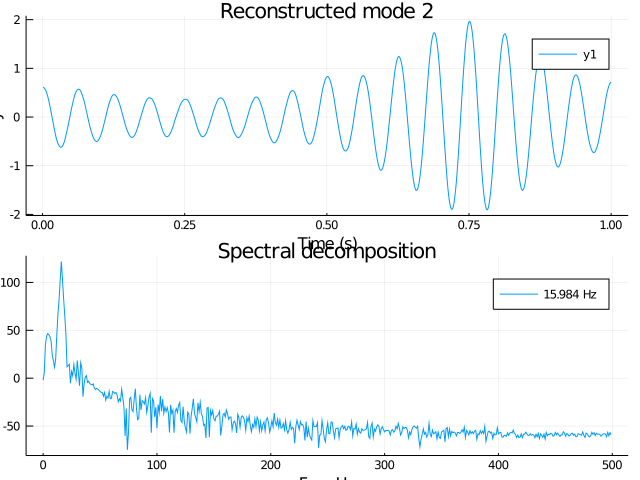 Reconstructed mode 2
2
1
0
-1
-2
y1
0.00 0.25 0.50 0.75 1.00
Time (s)
Spectral decomposition
100
50
0
-50
15.984 Hz
0 100 200 300 400 500